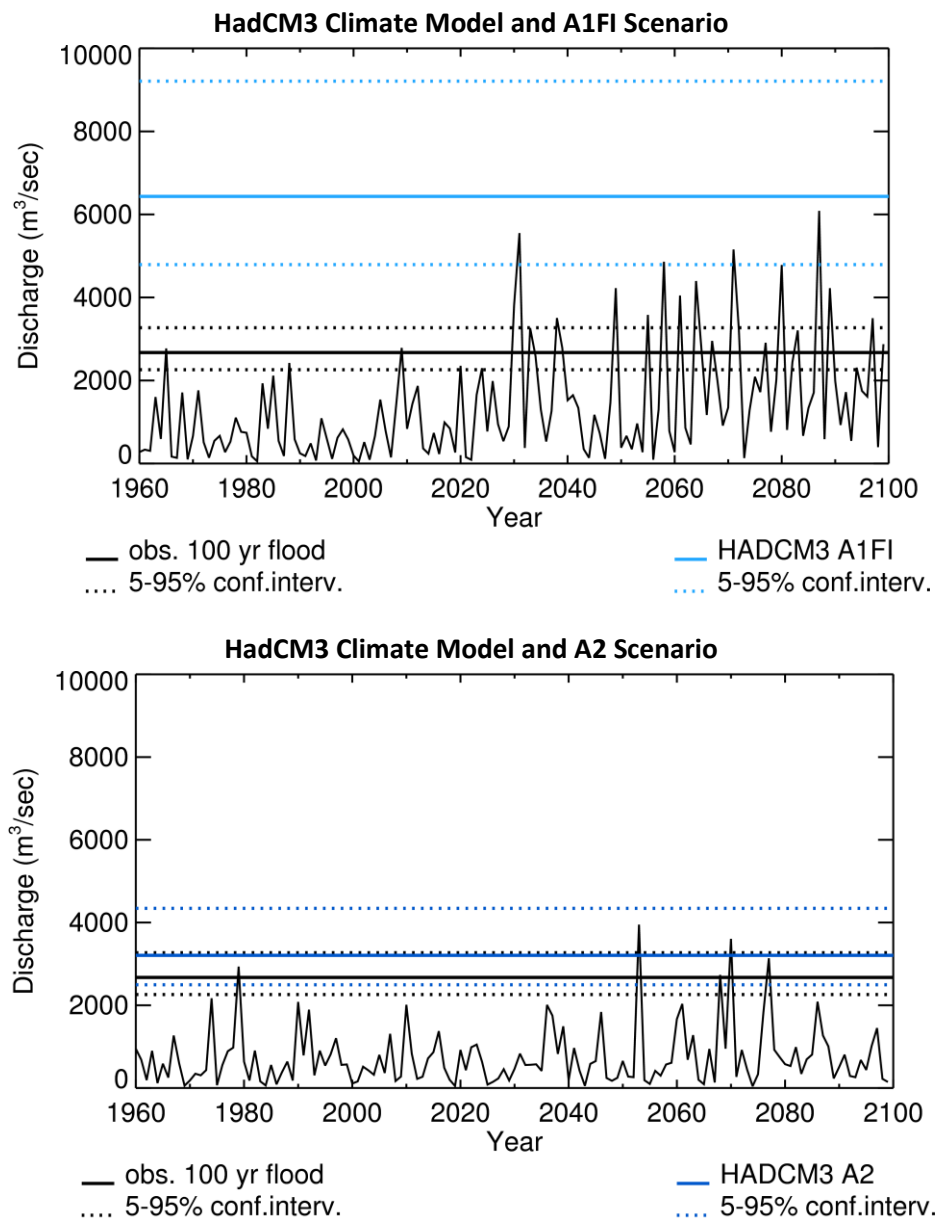 HadCM3 Climate Model and A1FI Scenario
10000
8000
6000
4000
2000
0
Discharge (m³/sec)
1960 1980 2000 2020 2040 2060 2080 2100
Year
obs. 100 yr flood
5-95% conf.interv.
HADCM3 A1FI
5-95% conf.interv.
HadCM3 Climate Model and A2 Scenario
10000
8000
6000
4000
2000
0
Discharge (m³/sec)
1960 1980 2000 2020 2040 2060 2080 2100
Year
obs. 100 yr flood
5-95% conf.interv.
HADCM3 A2
5-95% conf.interv.